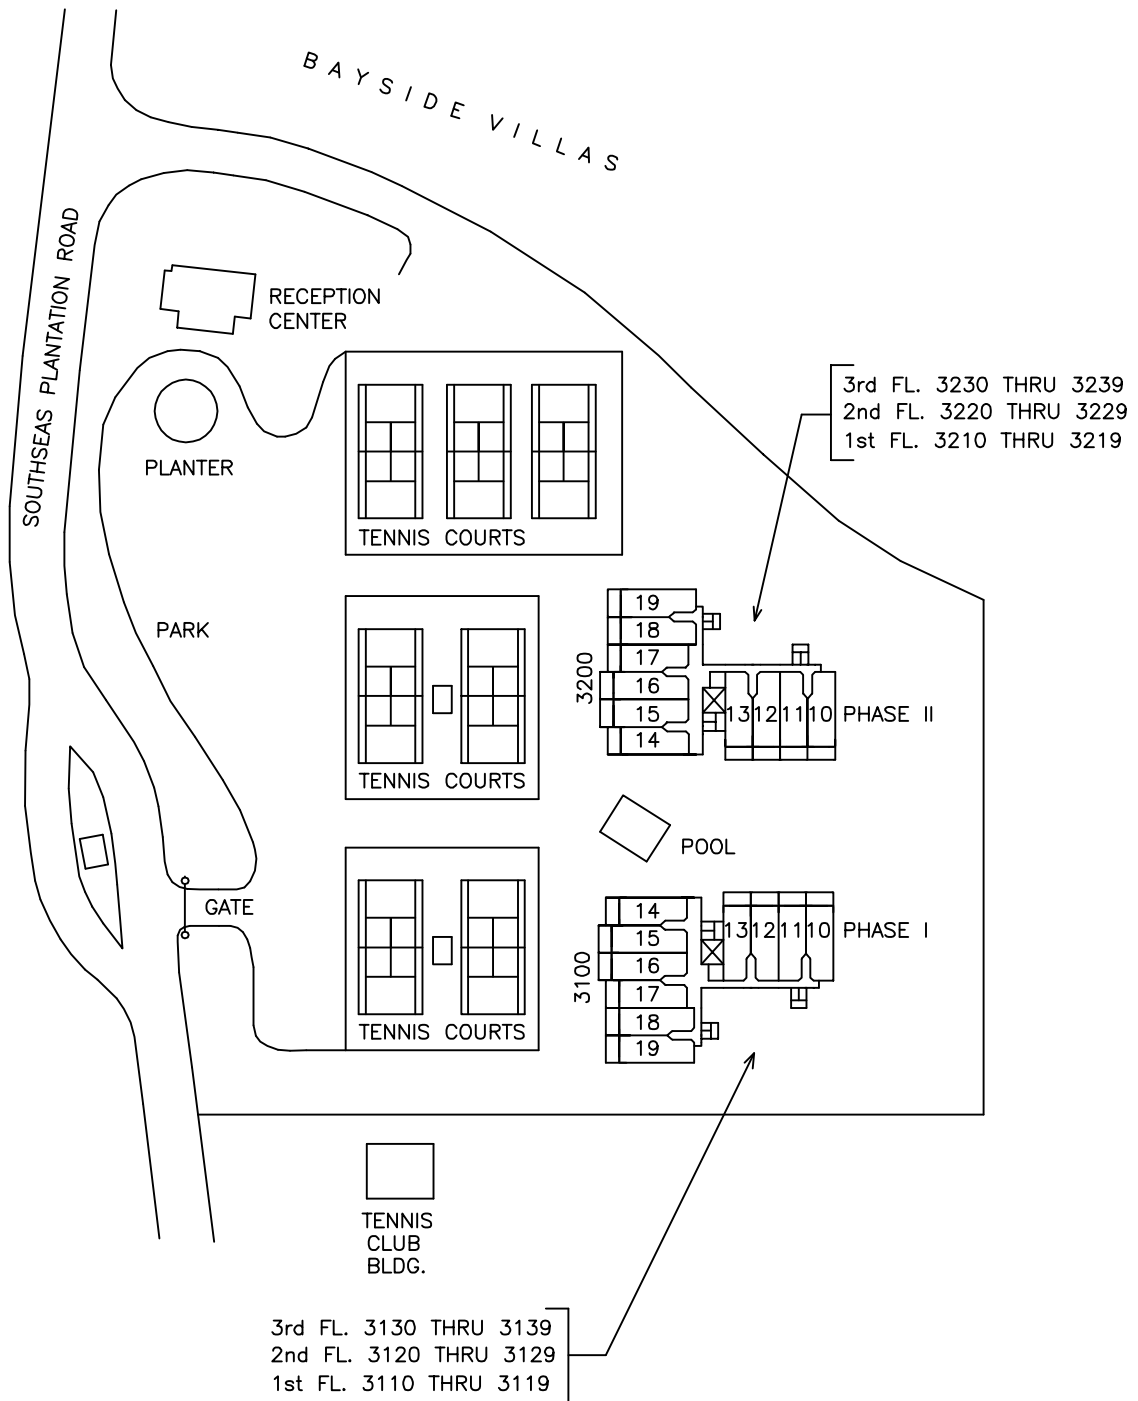 BAYSIDE VILLAS
SOUTHSEAS PLANTATION ROAD
RECEPTION
CENTER
3rd FL. 3230 THRU 3239
2nd FL. 3220 THRU 3229
1st FL. 3210 THRU 3219
PLANTER
TENNIS COURTS
PARK
3200
19
18
17
16
15
14
13 12 11 10
PHASE II
TENNIS COURTS
POOL
GATE
3100
14
15
16
17
18
19
13 12 11 10
PHASE I
TENNIS COURTS
TENNIS
CLUB
BLDG.
3rd FL. 3130 THRU 3139
2nd FL. 3120 THRU 3129
1st FL. 3110 THRU 3119